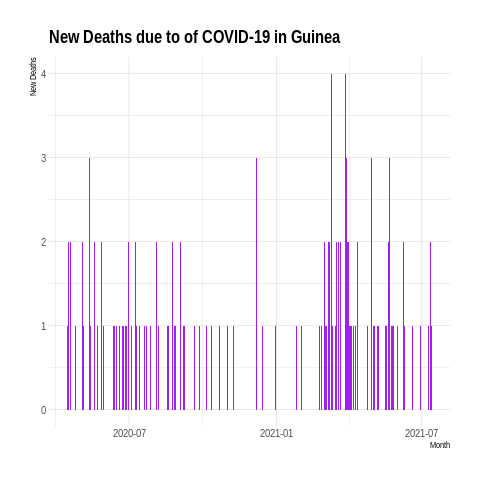 New Deaths due to of COVID-19 in Guinea
New Deaths
4
3
2
1
0
2020-07
2021-01
2021-07
Month